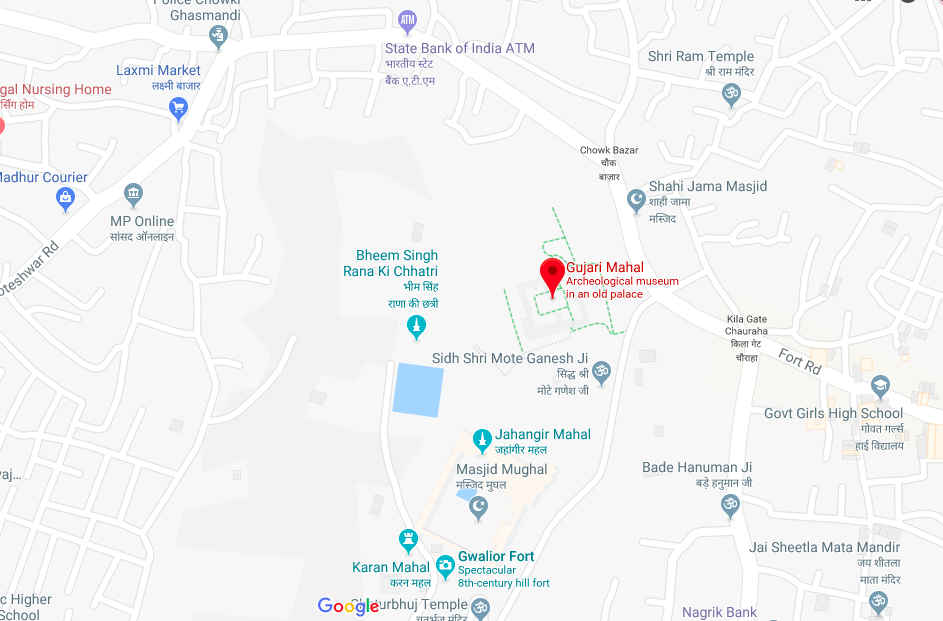 Police Chowki
Ghasmandi
ATM
State Bank of India ATM
भारतीय स्टेट
बैंक ए.टी.एम
Shri Ram Temple
श्री राम मंदिर
Laxmi Market
लक्ष्मी बाजार
gal Nursing Home
र्सिंग होम
Chowk Bazar
चौक
बाज़ार
Madhur Courier
Shahi Jama Masjid
शाही जामा
मस्जिद
MP Online
सांसद ऑनलाइन
oteshwar Rd
Bheem Singh
Rana Ki Chhatri
भीम सिंह
राणा की छत्री
Gujari Mahal
Archeological museum
in an old palace
Kila Gate
Chauraha
किला गेट
चौराहा
Fort Rd
Sidh Shri Mote Ganesh Ji
सिद्ध श्री
मोटे गणेश जी
Govt Girls High School
गोवत गर्ल्स
हाई विद्यालय
Jahangir Mahal
जहांगीर महल
Masjid Mughal
मस्जिद मुघल
Bade Hanuman Ji
बड़े हनुमान जी
aj...
Jai Sheetla Mata Mandir
जय शीतला
माता मंदिर
Karan Mahal
करन महल
Gwalior Fort
Spectacular
8th-century hill fort
c Higher
School
Google
urbhuj Temple
चतुर्भुज मंदिर
Nagrik Bank